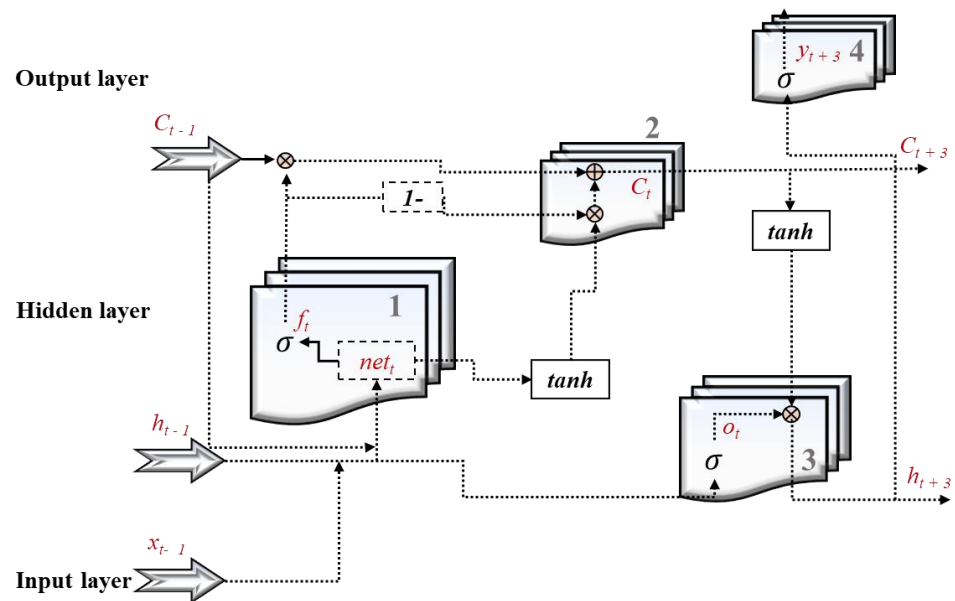 y_{t + 3} 4
σ
Output layer
C_{t - 1}
2
C_{t + 3}
C_t
1-
tanh
Hidden layer
1
f_t
σ
net_t
tanh
h_{t - 1}
o_t
σ
3
h_{t + 3}
x_{t- 1}
Input layer